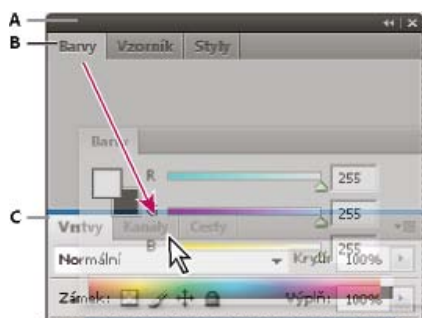 A
B Barvy Vzorník Styly
Barvy
R 255
255
C Vrstvy Kanály Cesty
B 255
Normální Krytí: 100%
Zámek: Výplň: 100%